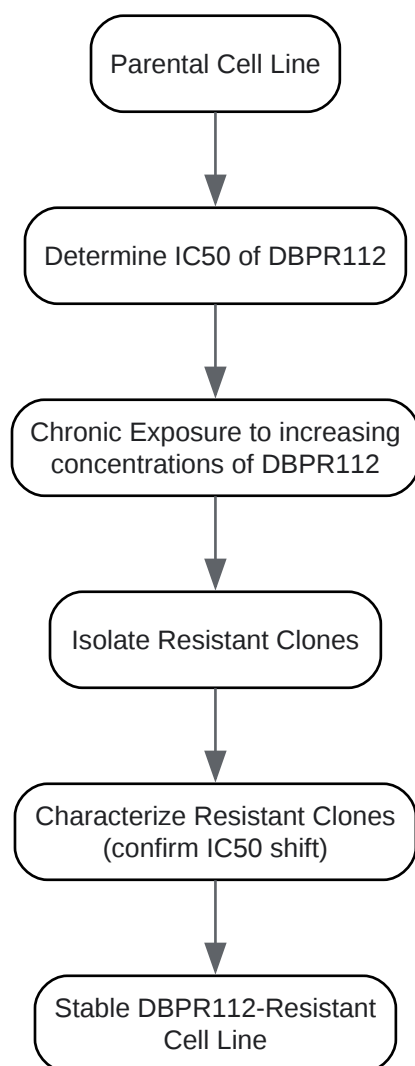 Parental Cell Line
Determine IC50 of DBPR112
Chronic Exposure to increasing
concentrations of DBPR112
Isolate Resistant Clones
Characterize Resistant Clones
(confirm IC50 shift)
Stable DBPR112-Resistant
Cell Line